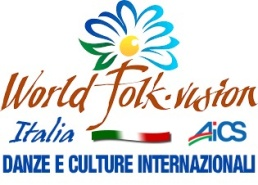 World Folk-vision
Italia AiCS
DANZE E CULTURE INTERNAZIONALI